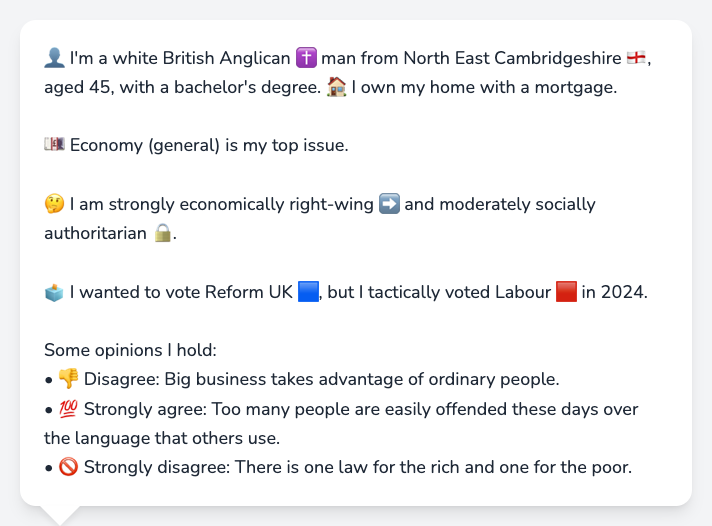 👤 I'm a white British Anglican ✝️ man from North East Cambridgeshire 🏴󠁧󠁢󠁥󠁮󠁧󠁿,
aged 45, with a bachelor's degree. 🏠 I own my home with a mortgage.
💷 Economy (general) is my top issue.
🤔 I am strongly economically right-wing ➡️ and moderately socially
authoritarian 🔒.
🗳️ I wanted to vote Reform UK 🟦, but I tactically voted Labour 🟥 in 2024.
Some opinions I hold:
• 👎 Disagree: Big business takes advantage of ordinary people.
• 💯 Strongly agree: Too many people are easily offended these days over
the language that others use.
• 🚫 Strongly disagree: There is one law for the rich and one for the poor.